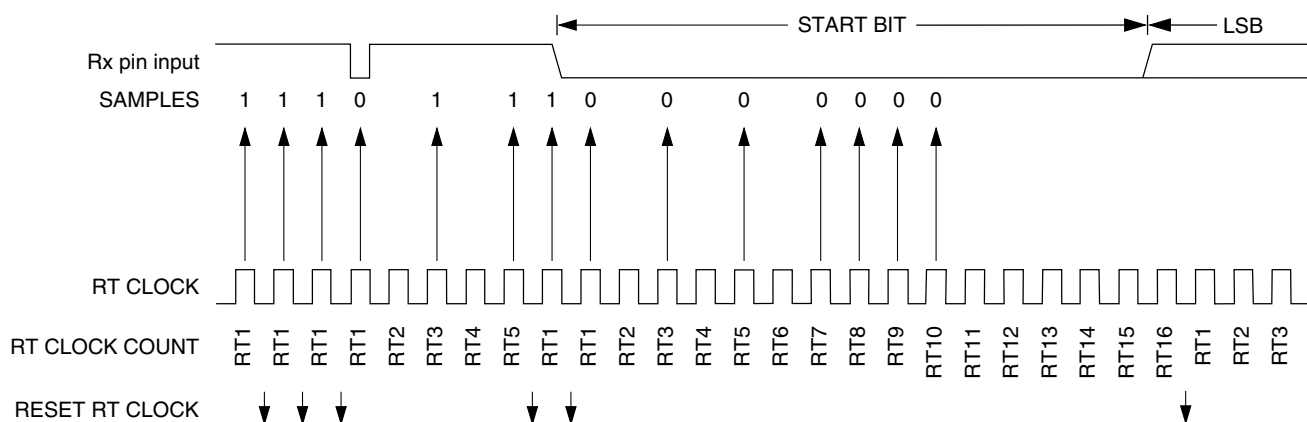 START BIT LSB
Rx pin input
SAMPLES 1 1 1 0 1 1 1 0 0 0 0 0 0 0
RT CLOCK
RT CLOCK COUNT RT1 RT1 RT1 RT1 RT2 RT3 RT4 RT5 RT1 RT1 RT2 RT3 RT4 RT5 RT6 RT7 RT8 RT9 RT10 RT11 RT12 RT13 RT14 RT15 RT16 RT1 RT2 RT3
RESET RT CLOCK